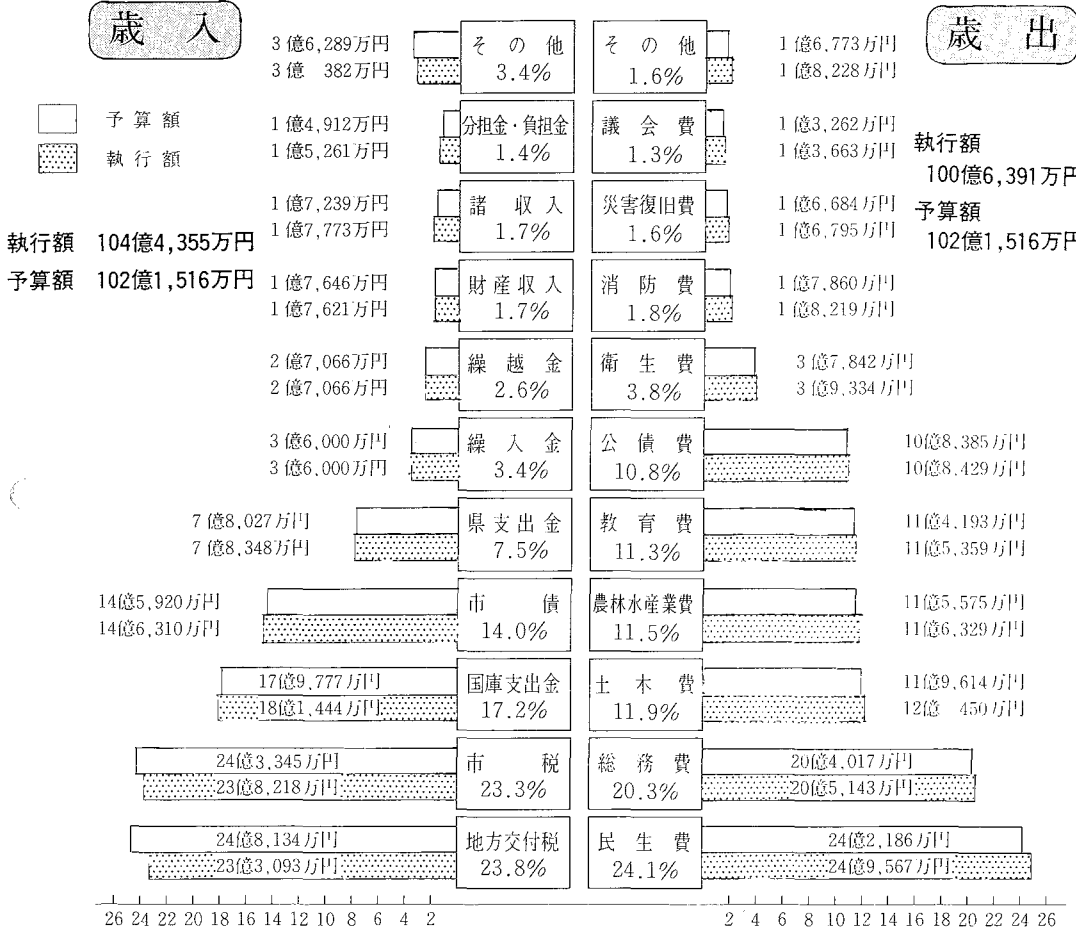 歳入
歳出
予算額
執行額
執行額 104億4,355万円
予算額 102億1,516万円
執行額
100億6,391万円
予算額
102億1,516万円
3億6,289万円
3億 382万円
その他
3.4%
その他
1.6%
1億6,773万円
1億8,228万円
1億4,912万円
1億5,261万円
分担金・負担金
1.4%
議会費
1.3%
1億3,262万円
1億3,663万円
1億7,239万円
1億7,773万円
諸収入
1.7%
災害復旧費
1.6%
1億6,684万円
1億6,795万円
1億7,646万円
1億7,621万円
財産収入
1.7%
消防費
1.8%
1億7,860万円
1億8,219万円
2億7,066万円
2億7,066万円
繰越金
2.6%
衛生費
3.8%
3億7,842万円
3億9,334万円
3億6,000万円
3億6,000万円
繰入金
3.4%
公債費
10.8%
10億8,385万円
10億8,429万円
7億8,027万円
7億8,348万円
県支出金
7.5%
教育費
11.3%
11億4,193万円
11億5,359万円
14億5,920万円
14億6,310万円
市債
14.0%
農林水産業費
11.5%
11億5,575万円
11億6,329万円
17億9,777万円
18億1,444万円
国庫支出金
17.2%
土木費
11.9%
11億9,614万円
12億 450万円
24億3,345万円
23億8,218万円
市税
23.3%
総務費
20.3%
20億4,017万円
20億5,143万円
24億8,134万円
23億3,093万円
地方交付税
23.8%
民生費
24.1%
24億2,186万円
24億9,567万円
26 24 22 20 18 16 14 12 10 8 6 4 2
2 4 6 8 10 12 14 16 18 20 22 24 26